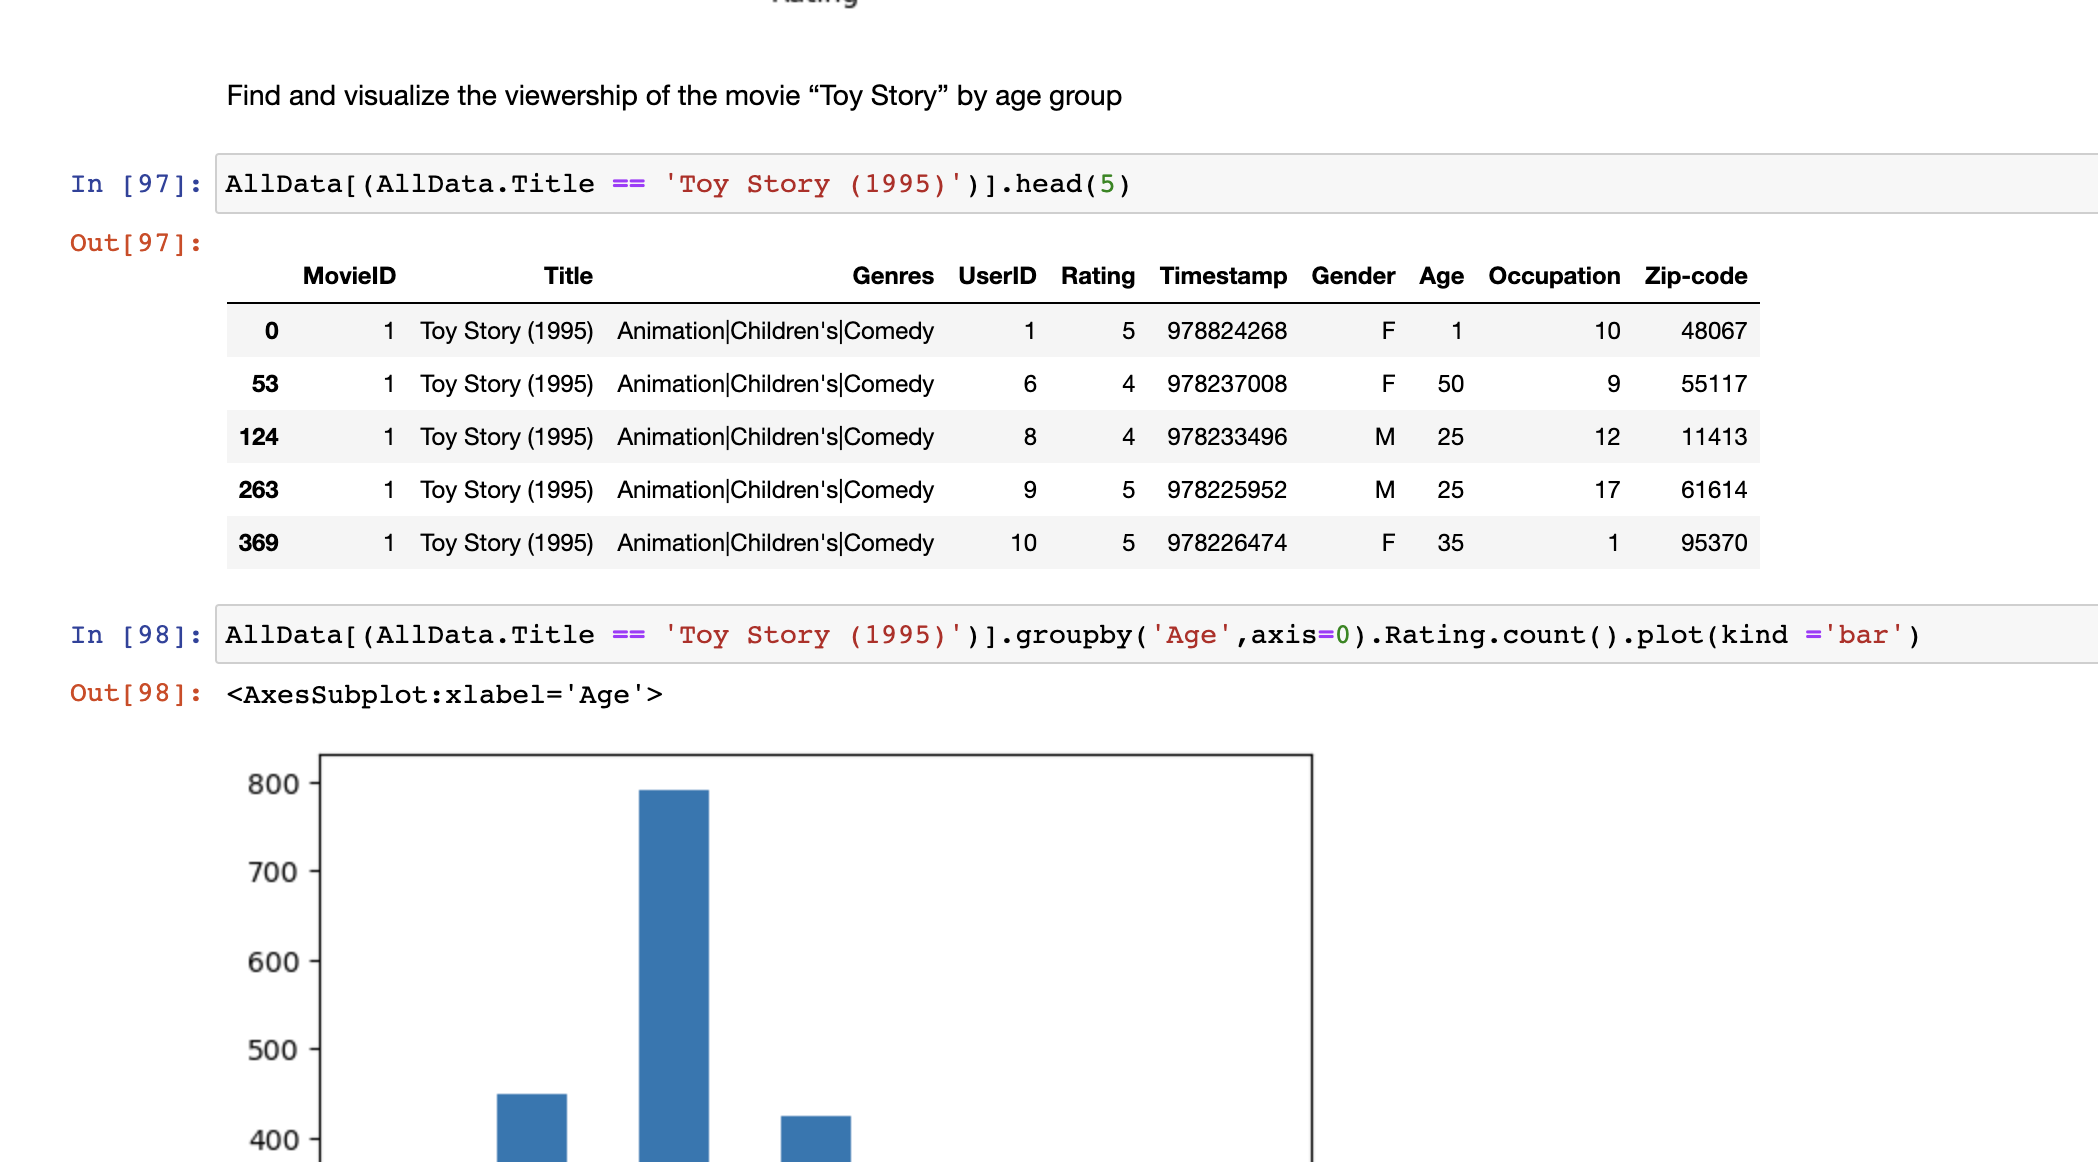 Rating
Find and visualize the viewership of the movie “Toy Story” by age group
In [97]: AllData[(AllData.Title == 'Toy Story (1995)')].head(5)
Out[97]:
MovieID Title Genres UserID Rating Timestamp Gender Age Occupation Zip-code
0 1 Toy Story (1995) Animation|Children's|Comedy 1 5 978824268 F 1 10 48067
53 1 Toy Story (1995) Animation|Children's|Comedy 6 4 978237008 F 50 9 55117
124 1 Toy Story (1995) Animation|Children's|Comedy 8 4 978233496 M 25 12 11413
263 1 Toy Story (1995) Animation|Children's|Comedy 9 5 978225952 M 25 17 61614
369 1 Toy Story (1995) Animation|Children's|Comedy 10 5 978226474 F 35 1 95370
In [98]: AllData[(AllData.Title == 'Toy Story (1995)')].groupby('Age',axis=0).Rating.count().plot(kind ='bar')
Out[98]: <AxesSubplot:xlabel='Age'>
800
700
600
500
400